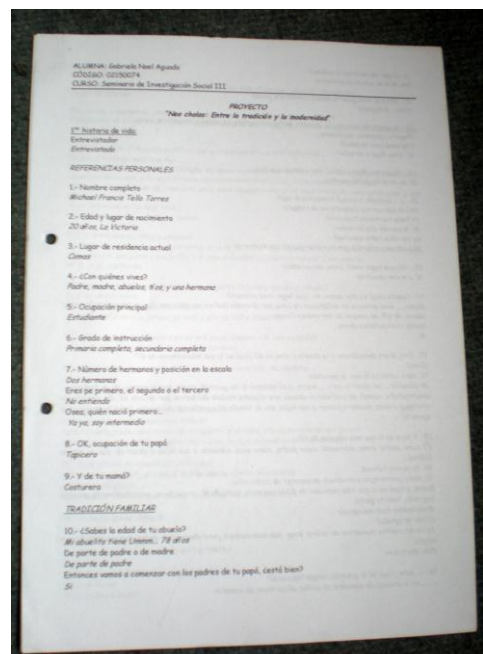 ALUMNA: Gabriela Noel Aguado
CÓDIGO: 02150074
CURSO: Seminario de Investigación Social III
PROYECTO
"Neo cholos: Entre la tradición y la modernidad"
1ra historia de vida:
Entrevistador
Entrevistado
REFERENCIAS PERSONALES
1.- Nombre completo
Michael Francis Tello Torres
2.- Edad y lugar de nacimiento
20 años, La Victoria
3.- Lugar de residencia actual
Comas
4.- ¿Con quiénes vives?
Padre, madre, abuelos, tíos, y una hermana
5.- Ocupación principal
Estudiante
6.- Grado de instrucción
Primaria completa, secundaria completa
7.- Número de hermanos y posición en la escala
Dos hermanos
Eres pe primero, el segundo o el tercero
No entiendo
Osea, quién nació primero...
Ya ya, soy intermedio
8.- OK, ocupación de tu papá
Tapicero
9.- Y de tu mamá?
Costurera
TRADICIÓN FAMILIAR
10.- ¿Sabes la edad de tu abuelo?
Mi abuelito tiene Ummm... 78 años
De parte de padre o de madre
De parte de padre
Entonces vamos a comenzar con los padres de tu papá, ¿está bien?
Si